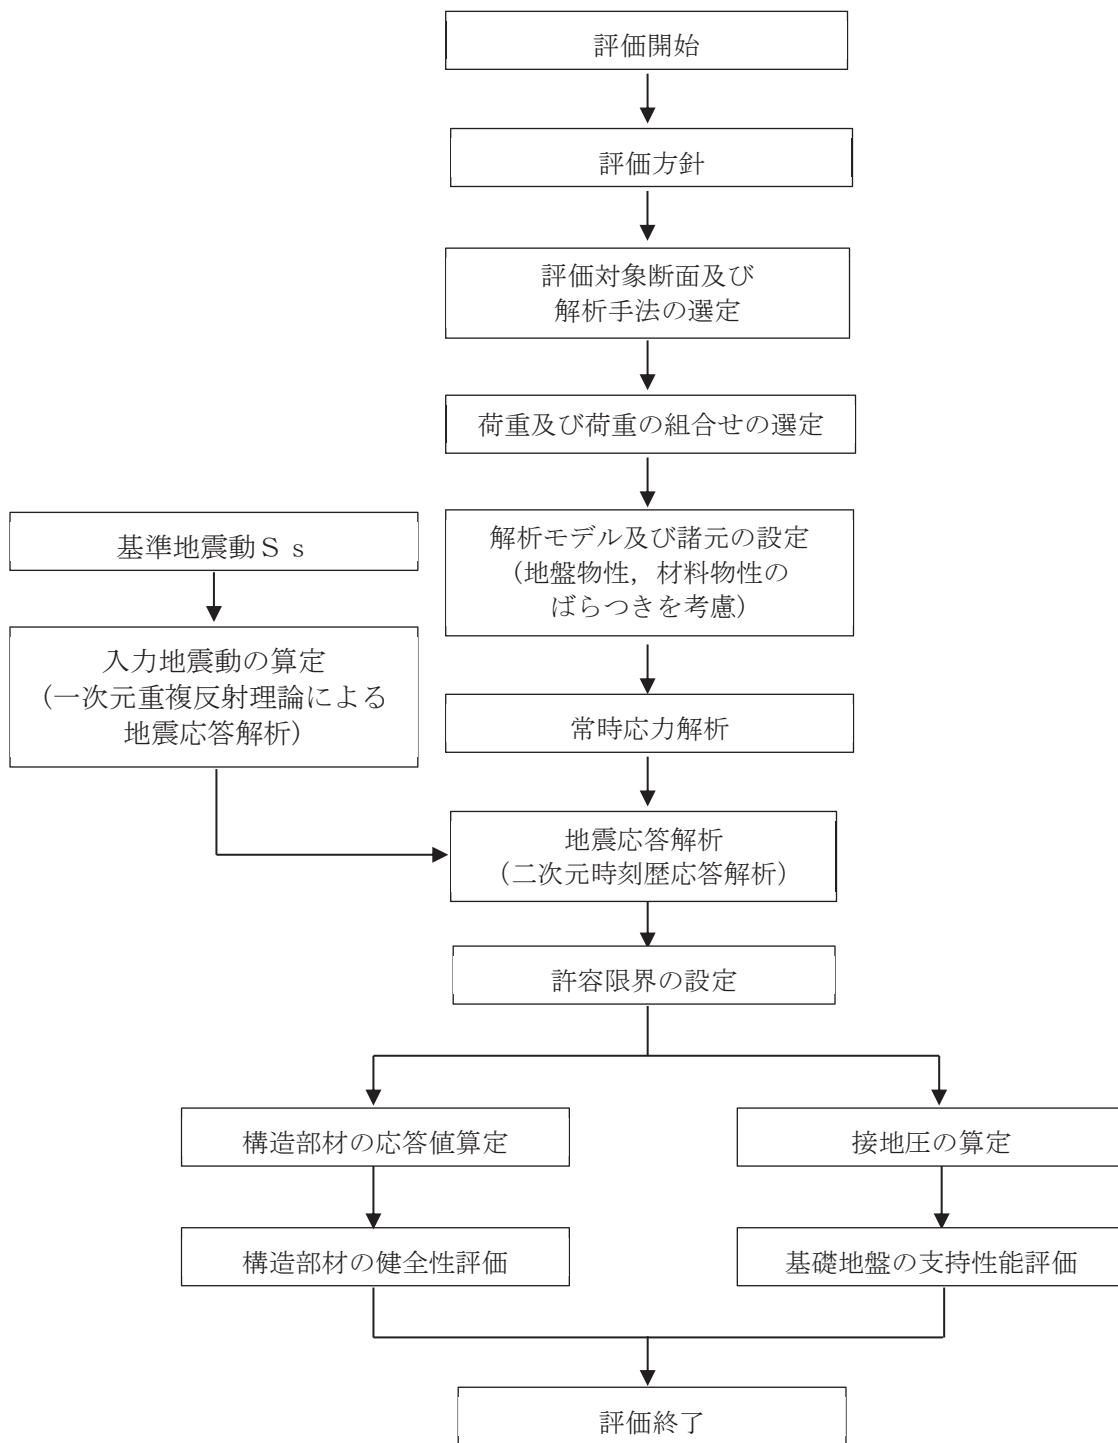 評価開始
評価方針
評価対象断面及び
解析手法の選定
荷重及び荷重の組合せの選定
基準地震動Ｓｓ
入力地震動の算定
（一次元重複反射理論による
地震応答解析）
解析モデル及び諸元の設定
（地盤物性，材料物性の
ばらつきを考慮）
常時応力解析
地震応答解析
（二次元時刻歴応答解析）
許容限界の設定
構造部材の応答値算定
接地圧の算定
構造部材の健全性評価
基礎地盤の支持性能評価
評価終了